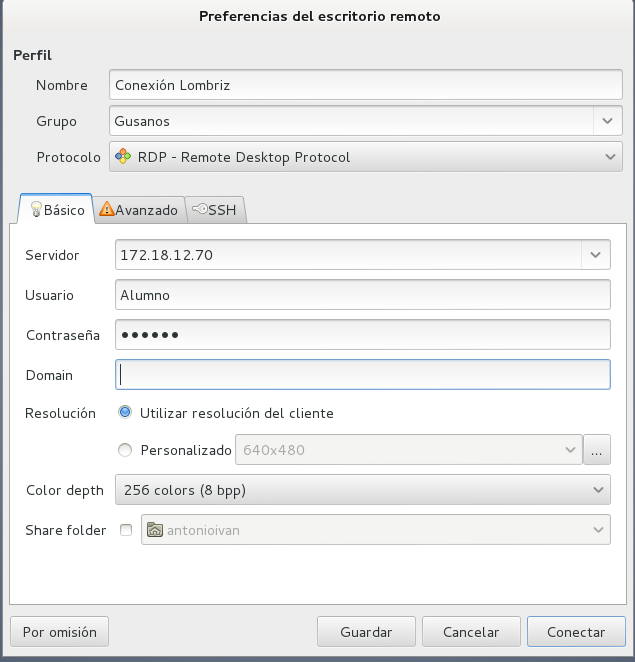 Preferencias del escritorio remoto
Perfil
Nombre Conexión Lombriz
Grupo Gusanos
Protocolo RDP - Remote Desktop Protocol
Básico Avanzado SSH
Servidor 172.18.12.70
Usuario Alumno
Contraseña ●●●●●●
Domain
Resolución Utilizar resolución del cliente
Personalizado 640x480 ...
Color depth 256 colors (8 bpp)
Share folder antonioivan
Por omisión Guardar Cancelar Conectar